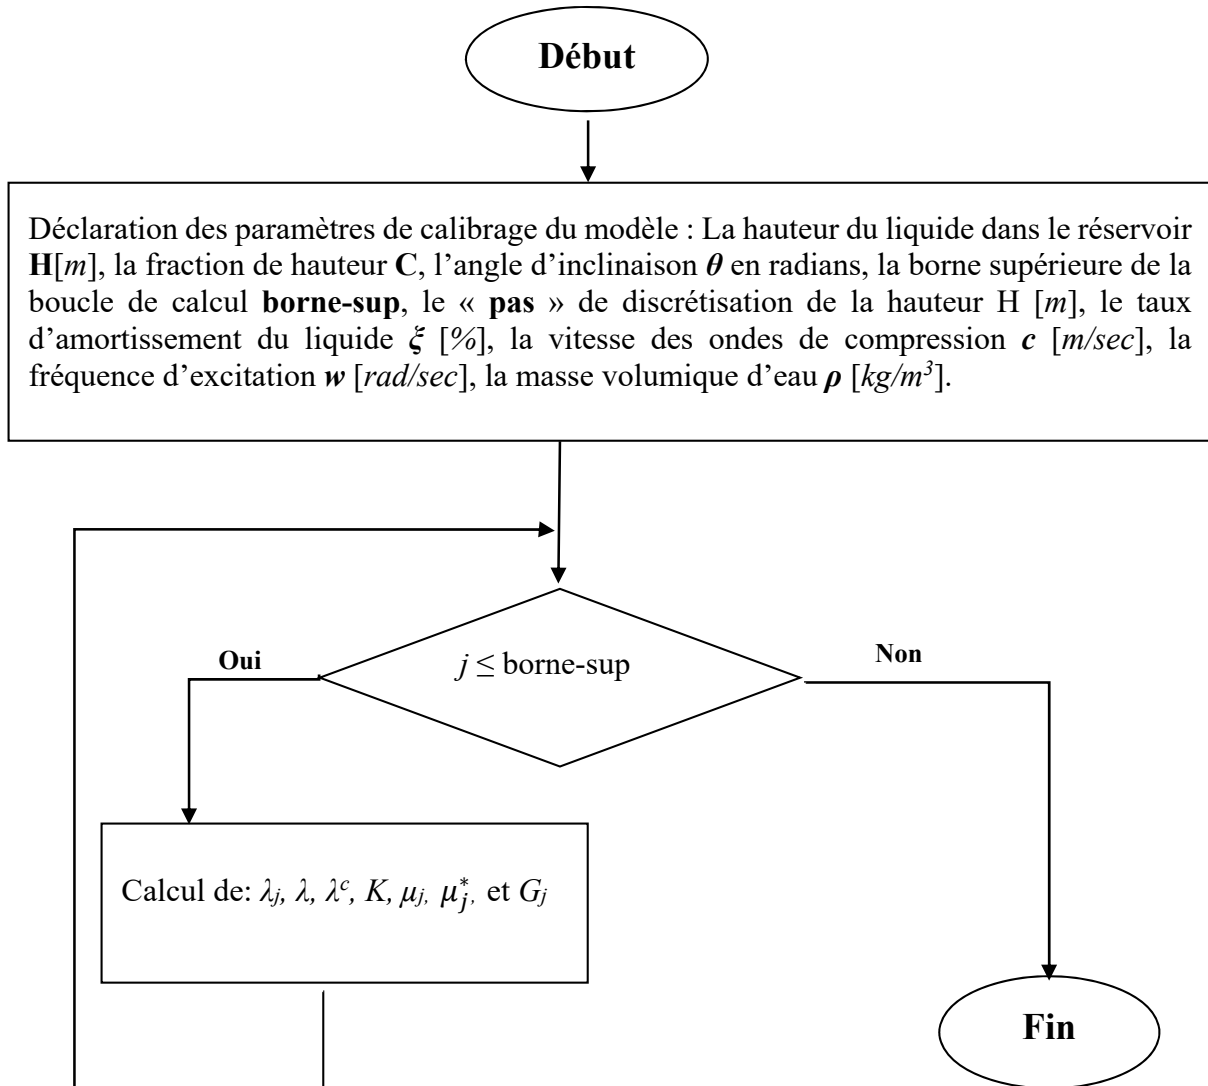 Début
Déclaration des paramètres de calibrage du modèle : La hauteur du liquide dans le réservoir
H[m], la fraction de hauteur C, l’angle d’inclinaison θ en radians, la borne supérieure de la
boucle de calcul borne-sup, le « pas » de discrétisation de la hauteur H [m], le taux
d’amortissement du liquide ξ [%], la vitesse des ondes de compression c [m/sec], la
fréquence d’excitation w [rad/sec], la masse volumique d’eau ρ [kg/m³].
j ≤ borne-sup
Oui
Non
Calcul de: λj, λ, λᶜ, K, μj, μj*, et Gj
Fin